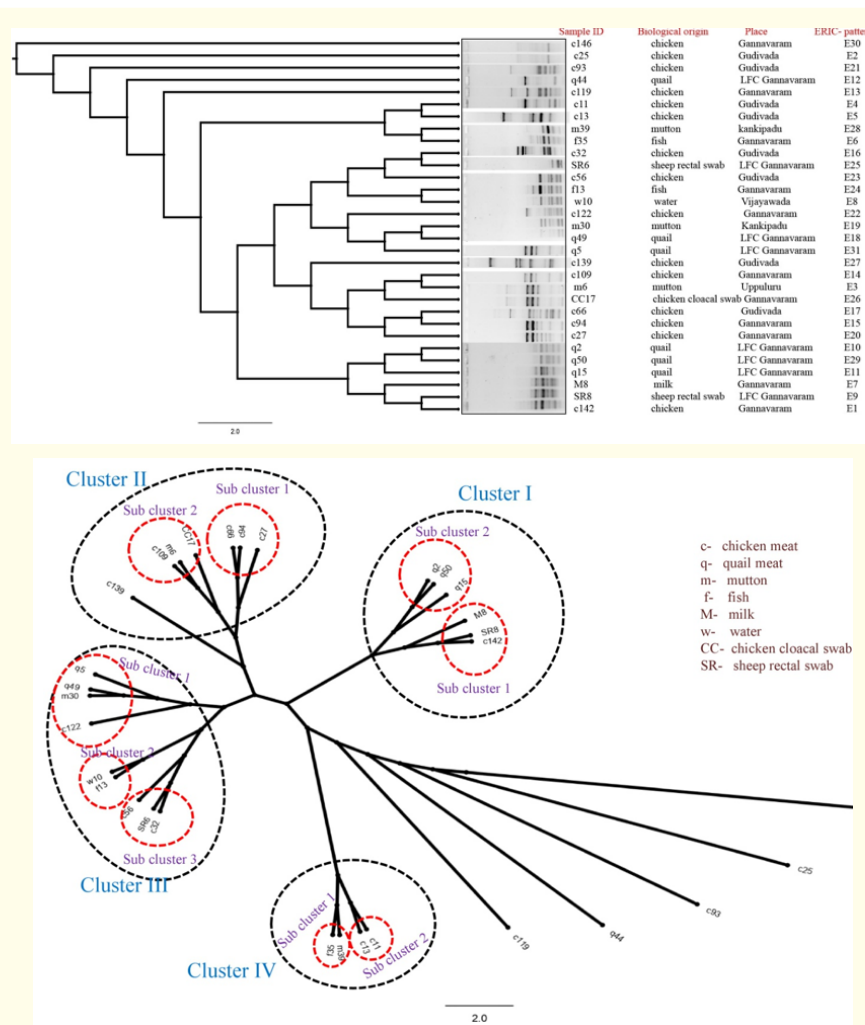 Sample ID Biological origin Place ERIC- patte
c146 chicken Gannavaram E30
c25 chicken Gudivada E2
c93 chicken Gudivada E21
q44 quail LFC Gannavaram E12
c119 chicken Gannavaram E13
c11 chicken Gudivada E4
c13 chicken Gudivada E5
m39 mutton kankipadu E28
f35 fish Gannavaram E6
c32 chicken Gudivada E16
SR6 sheep rectal swab LFC Gannavaram E25
c56 chicken Gudivada E23
f13 fish Gannavaram E24
w10 water Vijayawada E8
c122 chicken Gannavaram E22
m30 mutton Kankipadu E19
q49 quail LFC Gannavaram E18
q5 quail LFC Gannavaram E31
c139 chicken Gudivada E27
c109 chicken Gannavaram E14
m6 mutton Uppuluru E3
CC17 chicken cloacal swab Gannavaram E26
c66 chicken Gudivada E17
c94 chicken Gannavaram E15
c27 chicken Gannavaram E20
q2 quail LFC Gannavaram E10
q50 quail LFC Gannavaram E29
q15 quail LFC Gannavaram E11
M8 milk Gannavaram E7
SR8 sheep rectal swab LFC Gannavaram E9
c142 chicken Gannavaram E1
2.0
Cluster II
Sub cluster 1
Sub cluster 2
c109
m6
CC17
c66
c94
c27
c139
Cluster I
Sub cluster 2
q2
q50
q15
M8
SR8
c142
Sub cluster 1
c- chicken meat
q- quail meat
m- mutton
f- fish
M- milk
w- water
CC- chicken cloacal swab
SR- sheep rectal swab
Sub cluster 1
q5
q49
m30
c122
Sub cluster 2
w10
f13
c56
SR6
c32
Sub cluster 3
Cluster III
Sub cluster 1
f35
m39
c13
c11
Sub cluster 2
Cluster IV
c119
q44
c93
c25
2.0